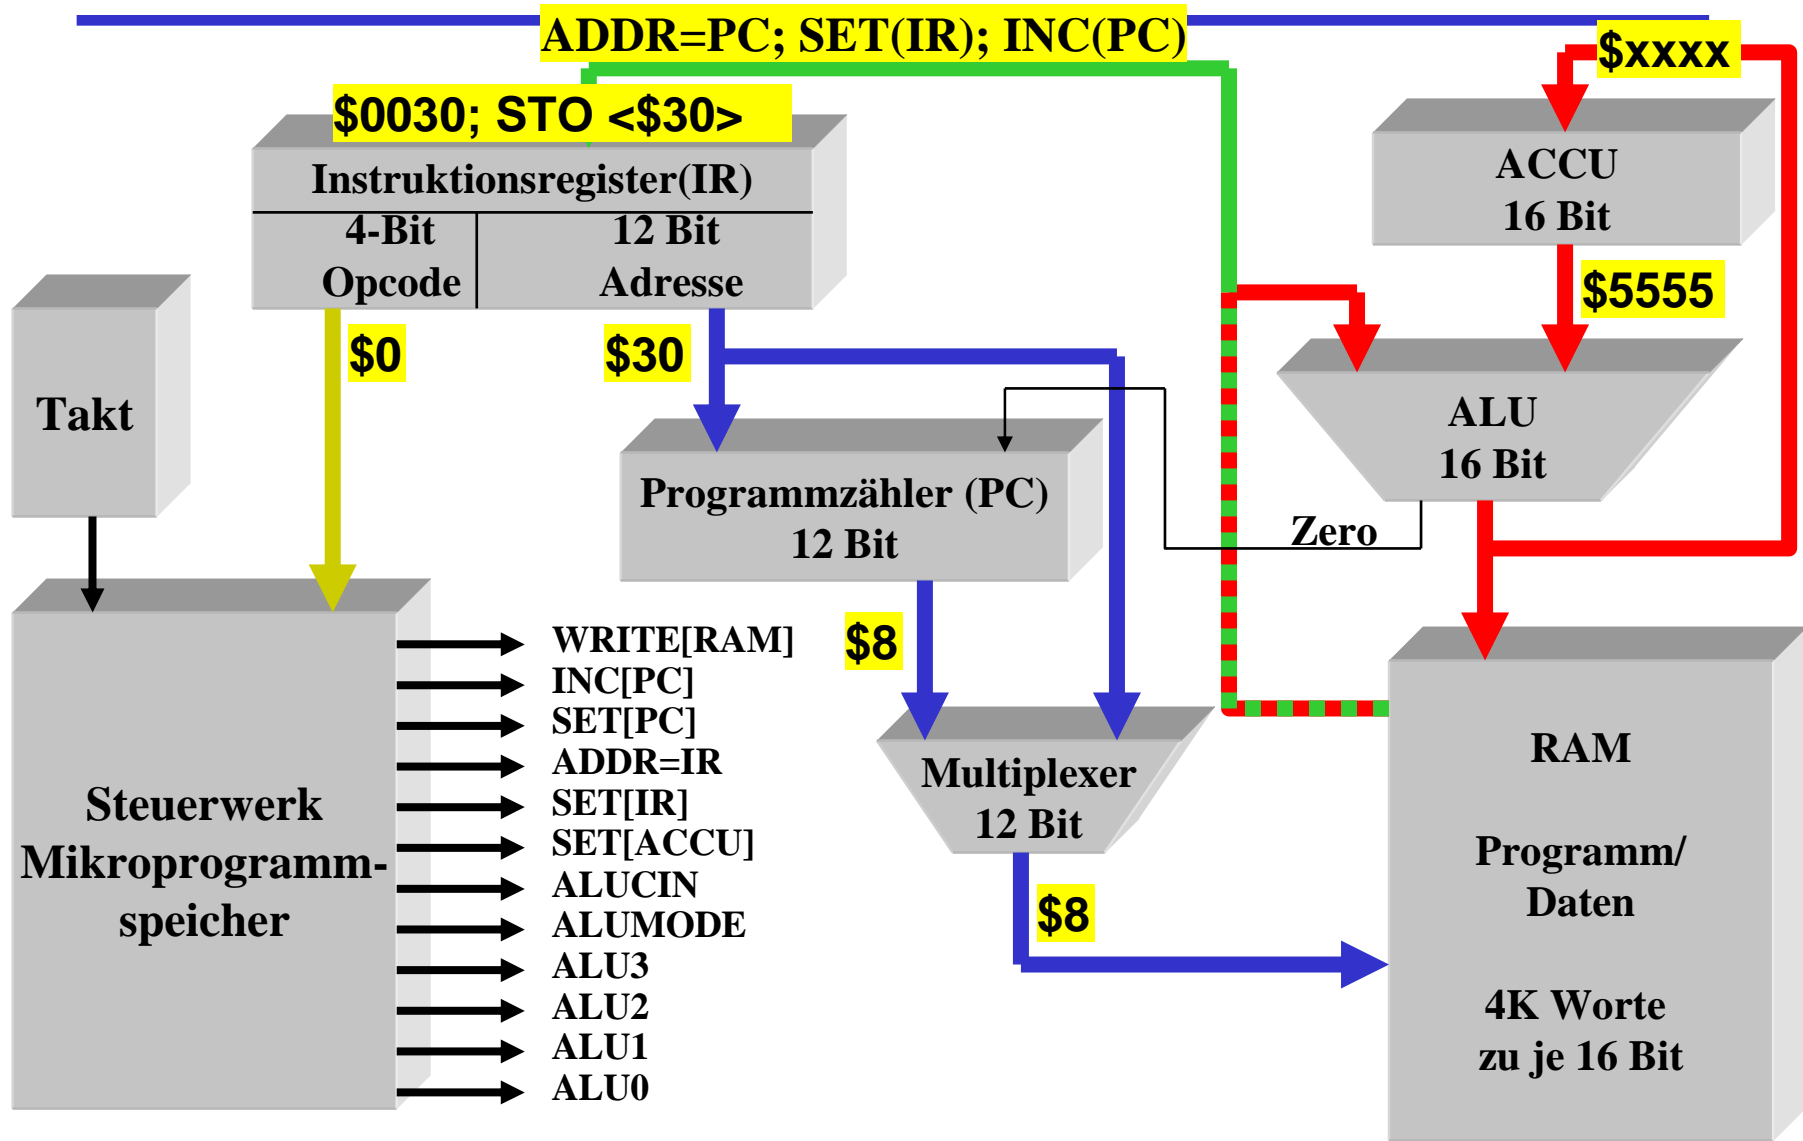 ADDR=PC; SET(IR); INC(PC)
$xxxx
$0030; STO <$30>
Instruktionsregister(IR)
4-Bit
Opcode
12 Bit
Adresse
ACCU
16 Bit
$5555
$0
$30
Takt
ALU
16 Bit
Programmzähler (PC)
12 Bit
Zero
$8
WRITE[RAM]
INC[PC]
SET[PC]
ADDR=IR
SET[IR]
SET[ACCU]
ALUCIN
ALUMODE
ALU3
ALU2
ALU1
ALU0
Steuerwerk
Mikroprogramm-
speicher
Multiplexer
12 Bit
$8
RAM
Programm/
Daten
4K Worte
zu je 16 Bit